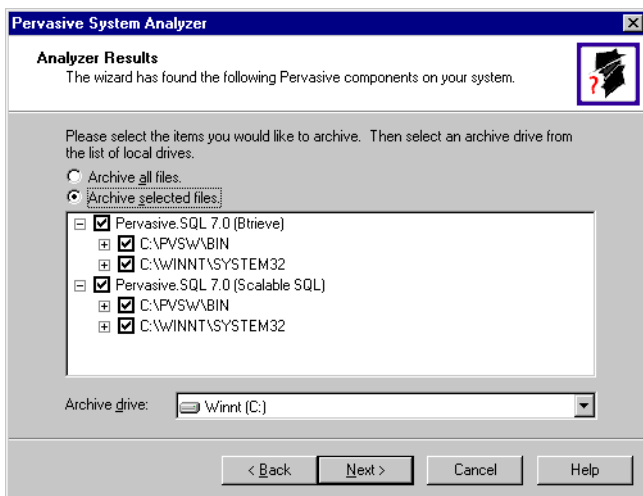 Pervasive System Analyzer
Analyzer Results
The wizard has found the following Pervasive components on your system.
?
Please select the items you would like to archive. Then select an archive drive from
the list of local drives.
Archive all files.
Archive selected files.
Pervasive.SQL 7.0 (Btrieve)
C:\PVSW\BIN
C:\WINNT\SYSTEM32
Pervasive.SQL 7.0 (Scalable SQL)
C:\PVSW\BIN
C:\WINNT\SYSTEM32
Archive drive: Winnt (C:)
< Back Next > Cancel Help